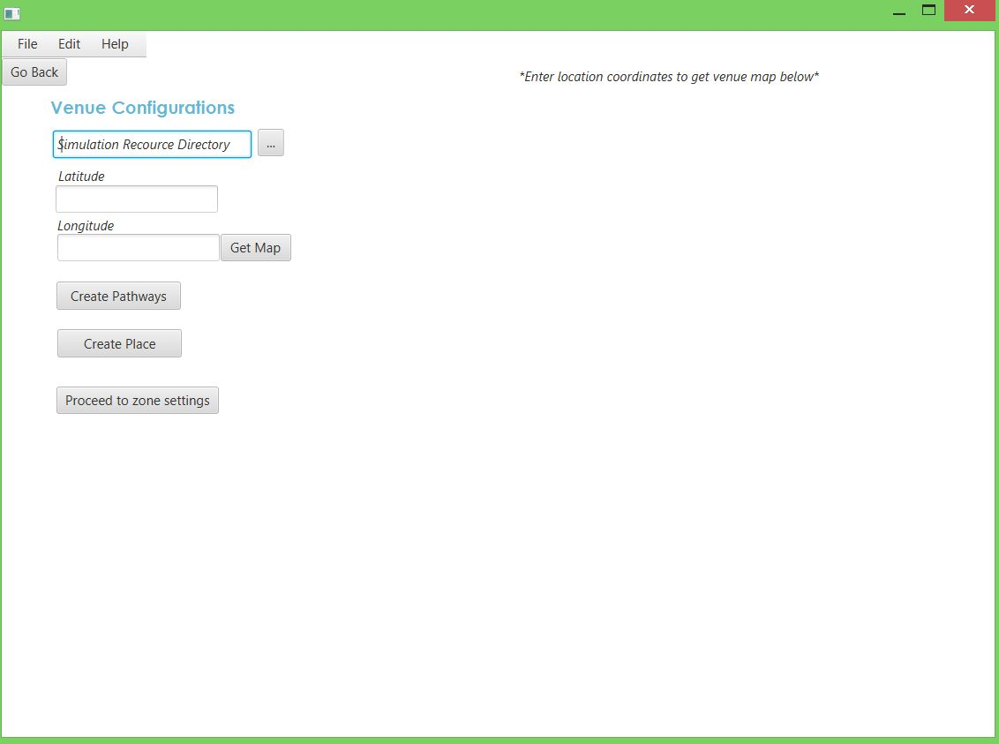 File Edit Help
Go Back
*Enter location coordinates to get venue map below*
Venue Configurations
Simulation Recource Directory ...
Latitude
Longitude
Get Map
Create Pathways
Create Place
Proceed to zone settings